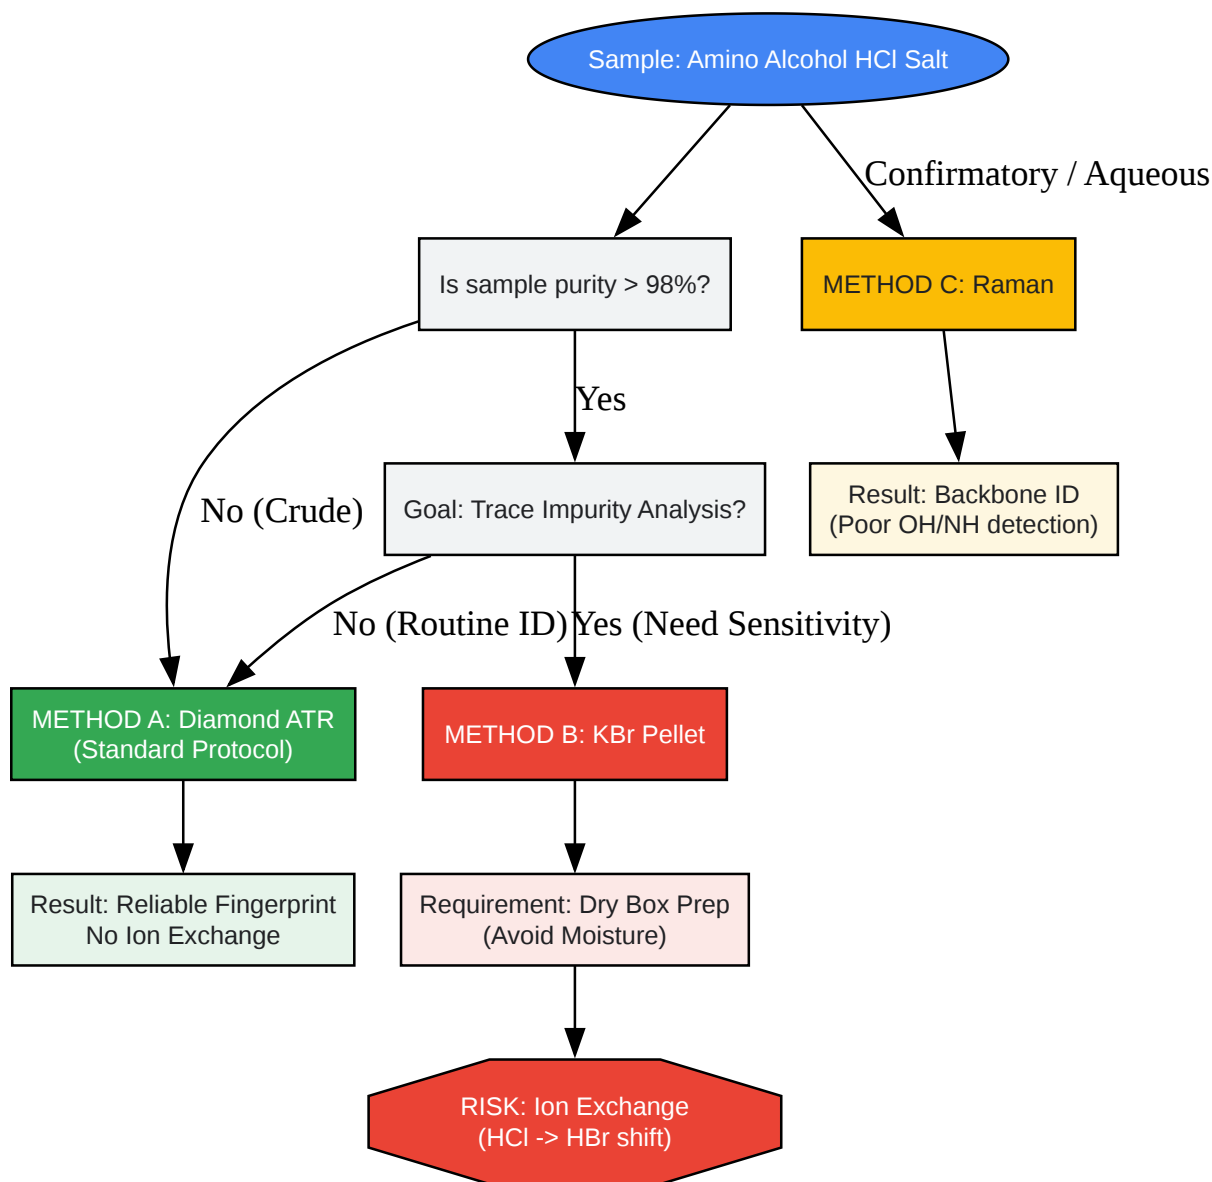 Sample: Amino Alcohol HCl Salt
Confirmatory / Aqueous
Is sample purity > 98%?
METHOD C: Raman
Yes
No (Crude)
Goal: Trace Impurity Analysis?
Result: Backbone ID
(Poor OH/NH detection)
No (Routine ID)
Yes (Need Sensitivity)
METHOD A: Diamond ATR
(Standard Protocol)
METHOD B: KBr Pellet
Result: Reliable Fingerprint
No Ion Exchange
Requirement: Dry Box Prep
(Avoid Moisture)
RISK: Ion Exchange
(HCl -> HBr shift)